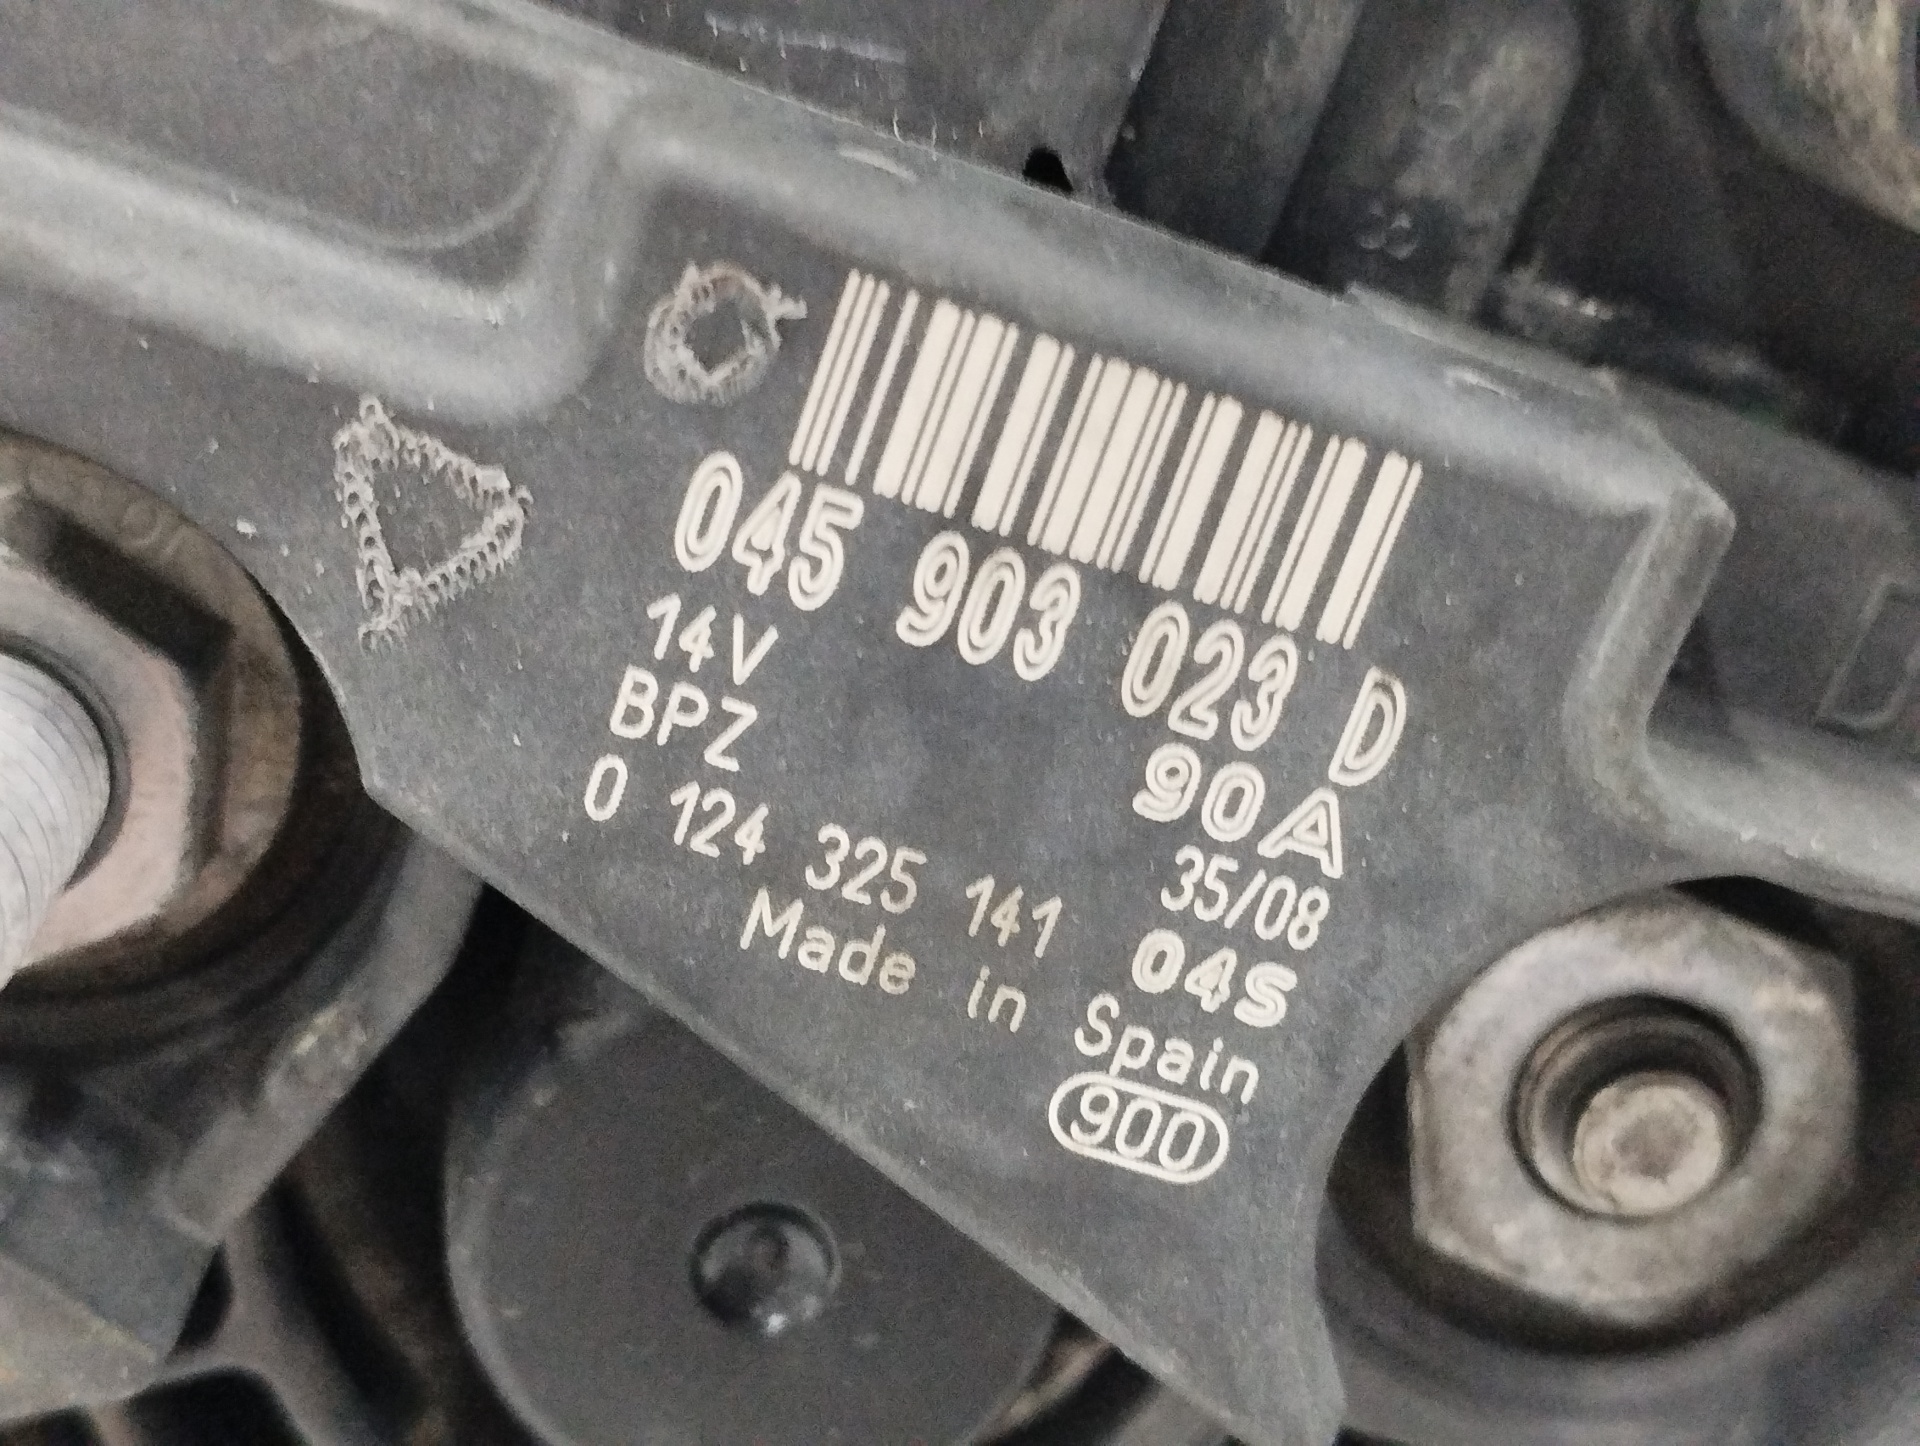 045 903 023 D
14V 90A
BPZ 35/08
0 124 325 141 04S
Made in Spain
900